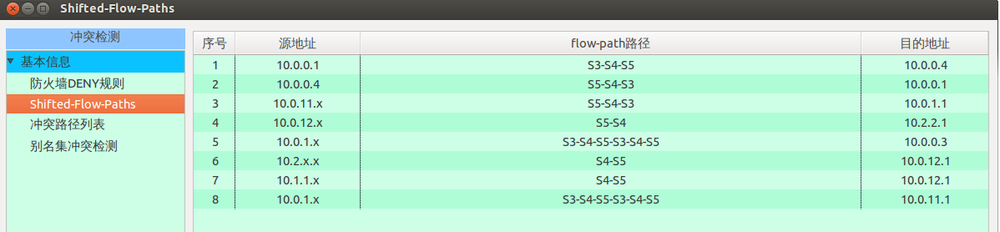 Shifted-Flow-Paths
冲突检测
基本信息
防火墙DENY规则
Shifted-Flow-Paths
冲突路径列表
别名集冲突检测
序号 源地址 flow-path路径 目的地址
1 10.0.0.1 S3-S4-S5 10.0.0.4
2 10.0.0.4 S5-S4-S3 10.0.0.1
3 10.0.11.x S5-S4-S3 10.0.1.1
4 10.0.12.x S5-S4 10.2.2.1
5 10.0.1.x S3-S4-S5-S3-S4-S5 10.0.0.3
6 10.2.x.x S4-S5 10.0.12.1
7 10.1.1.x S4-S5 10.0.12.1
8 10.0.1.x S3-S4-S5-S3-S4-S5 10.0.11.1